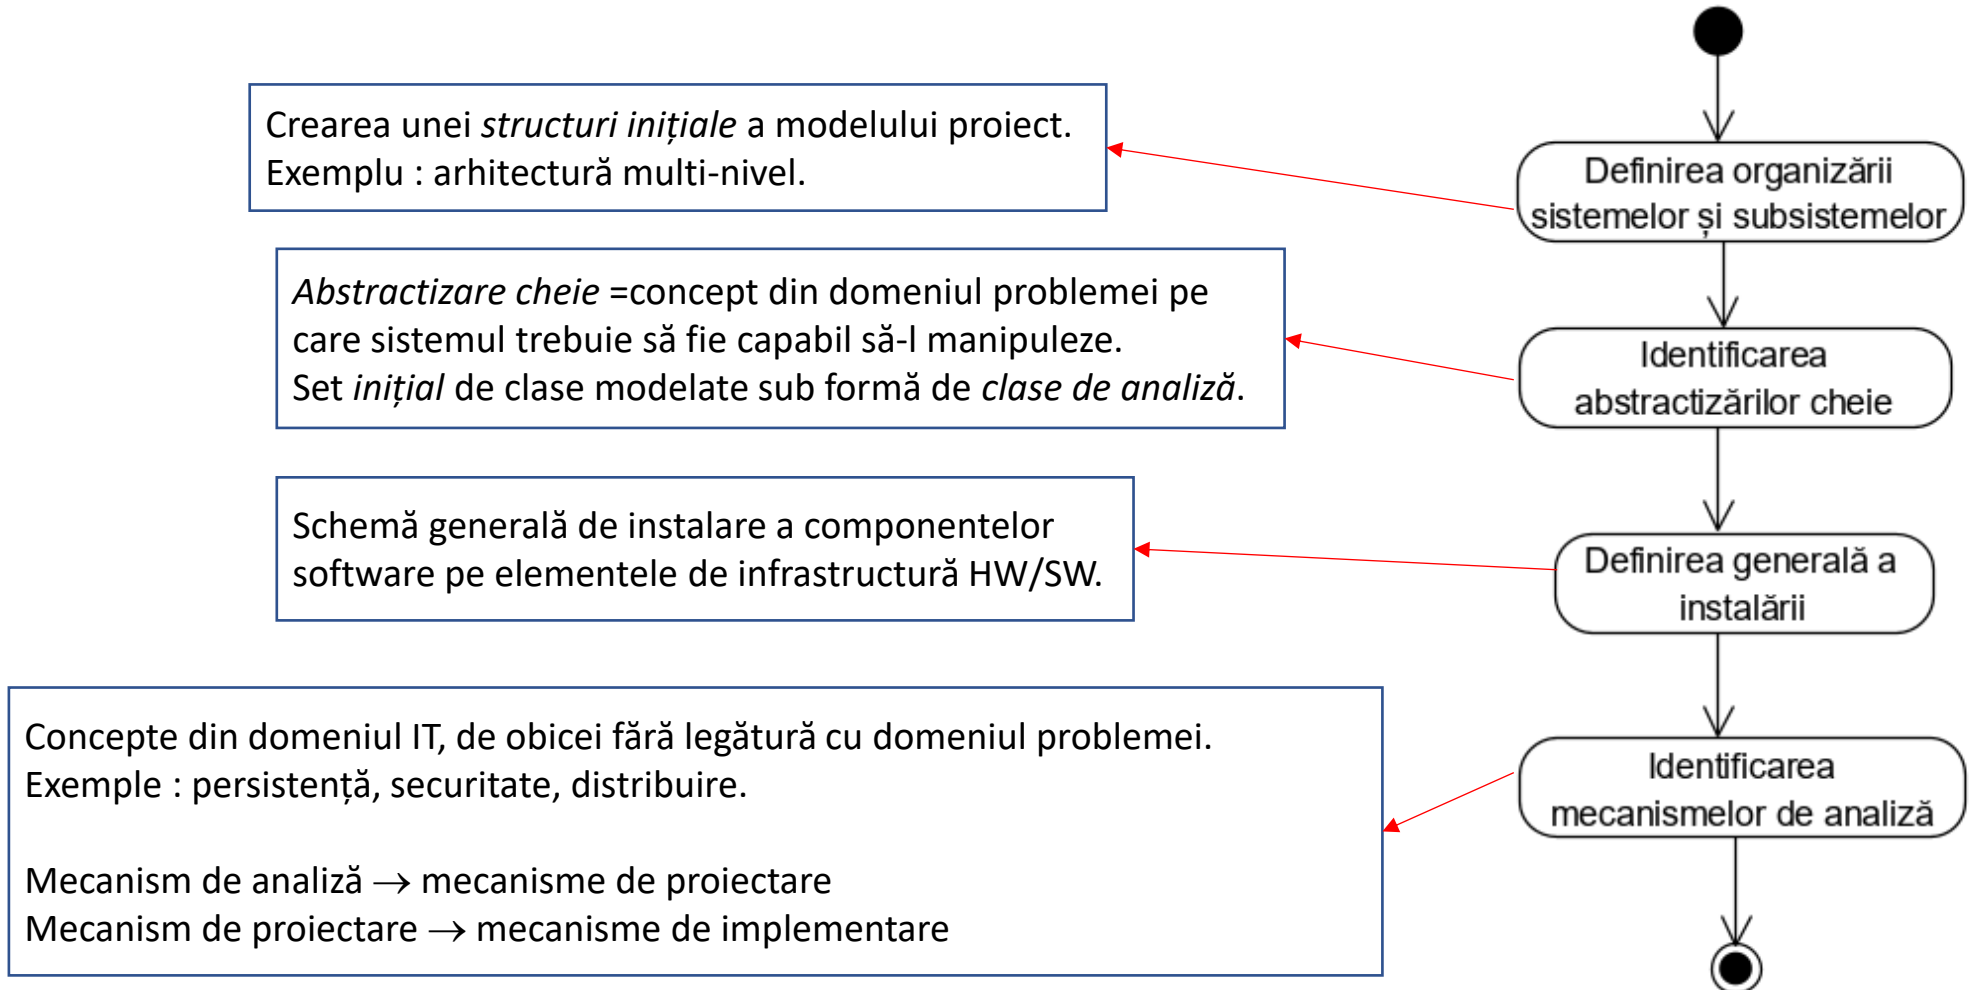 Crearea unei structuri inițiale a modelului proiect.
Exemplu : arhitectură multi-nivel.
Definirea organizării
sistemelor și subsistemelor
Abstractizare cheie =concept din domeniul problemei pe
care sistemul trebuie să fie capabil să-l manipuleze.
Set inițial de clase modelate sub formă de clase de analiză.
Identificarea
abstractizărilor cheie
Schemă generală de instalare a componentelor
software pe elementele de infrastructură HW/SW.
Definirea generală a
instalării
Concepte din domeniul IT, de obicei fără legătură cu domeniul problemei.
Exemple : persistență, securitate, distribuire.
Mecanism de analiză → mecanisme de proiectare
Mecanism de proiectare → mecanisme de implementare
Identificarea
mecanismelor de analiză